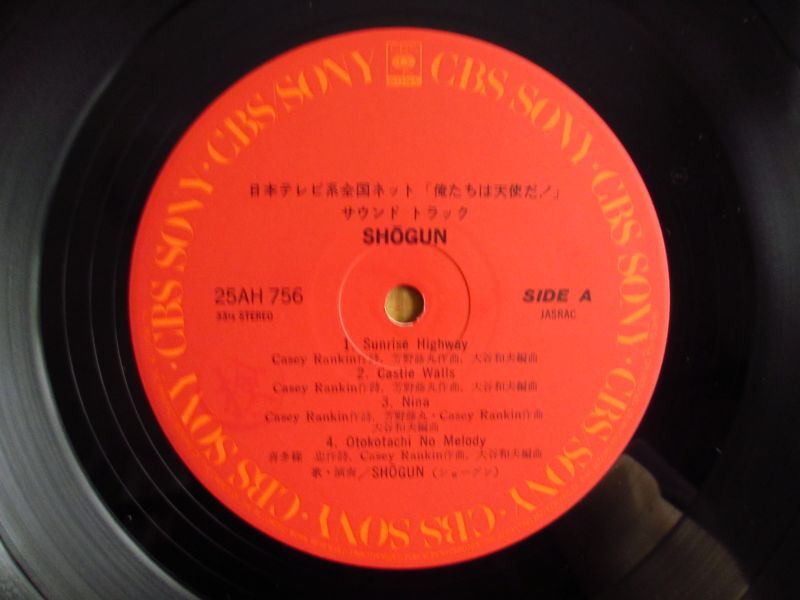 CBS/SONY · CBS SONY · CBS SONY · CBS SONY · CBS SONY · CBS SONY · CBS SONY · CBS SONY ·
日本テレビ系全国ネット「俺たちは天使だ!」
サウンド トラック
SHŌGUN
25AH 756
SIDE A
33⅓ STEREO
JASRAC
1. Sunrise Highway
Casey Rankin作詩, 芳野藤丸作曲, 大谷和夫編曲
2. Castle Walls
Casey Rankin作詩, 芳野藤丸作曲, 大谷和夫編曲
3. Nina
Casey Rankin作詩, 芳野藤丸・Casey Rankin作曲
大谷和夫編曲
4. Otokotachi No Melody
喜多條 忠作詩, Casey Rankin作曲, 大谷和夫編曲
歌・演奏/SHŌGUN (ショーグン)